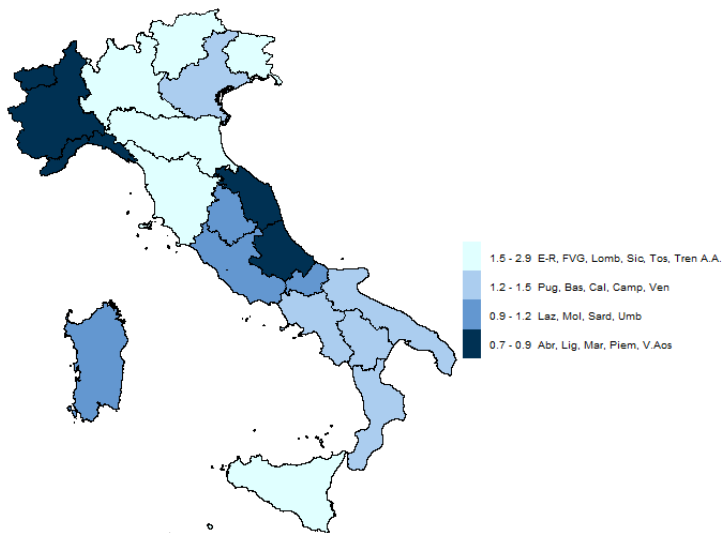 1.5 - 2.9 E-R, FVG, Lomb, Sic, Tos, Tren A.A.
1.2 - 1.5 Pug, Bas, Cal, Camp, Ven
0.9 - 1.2 Laz, Mol, Sard, Umb
0.7 - 0.9 Abr, Lig, Mar, Piem, V.Aos